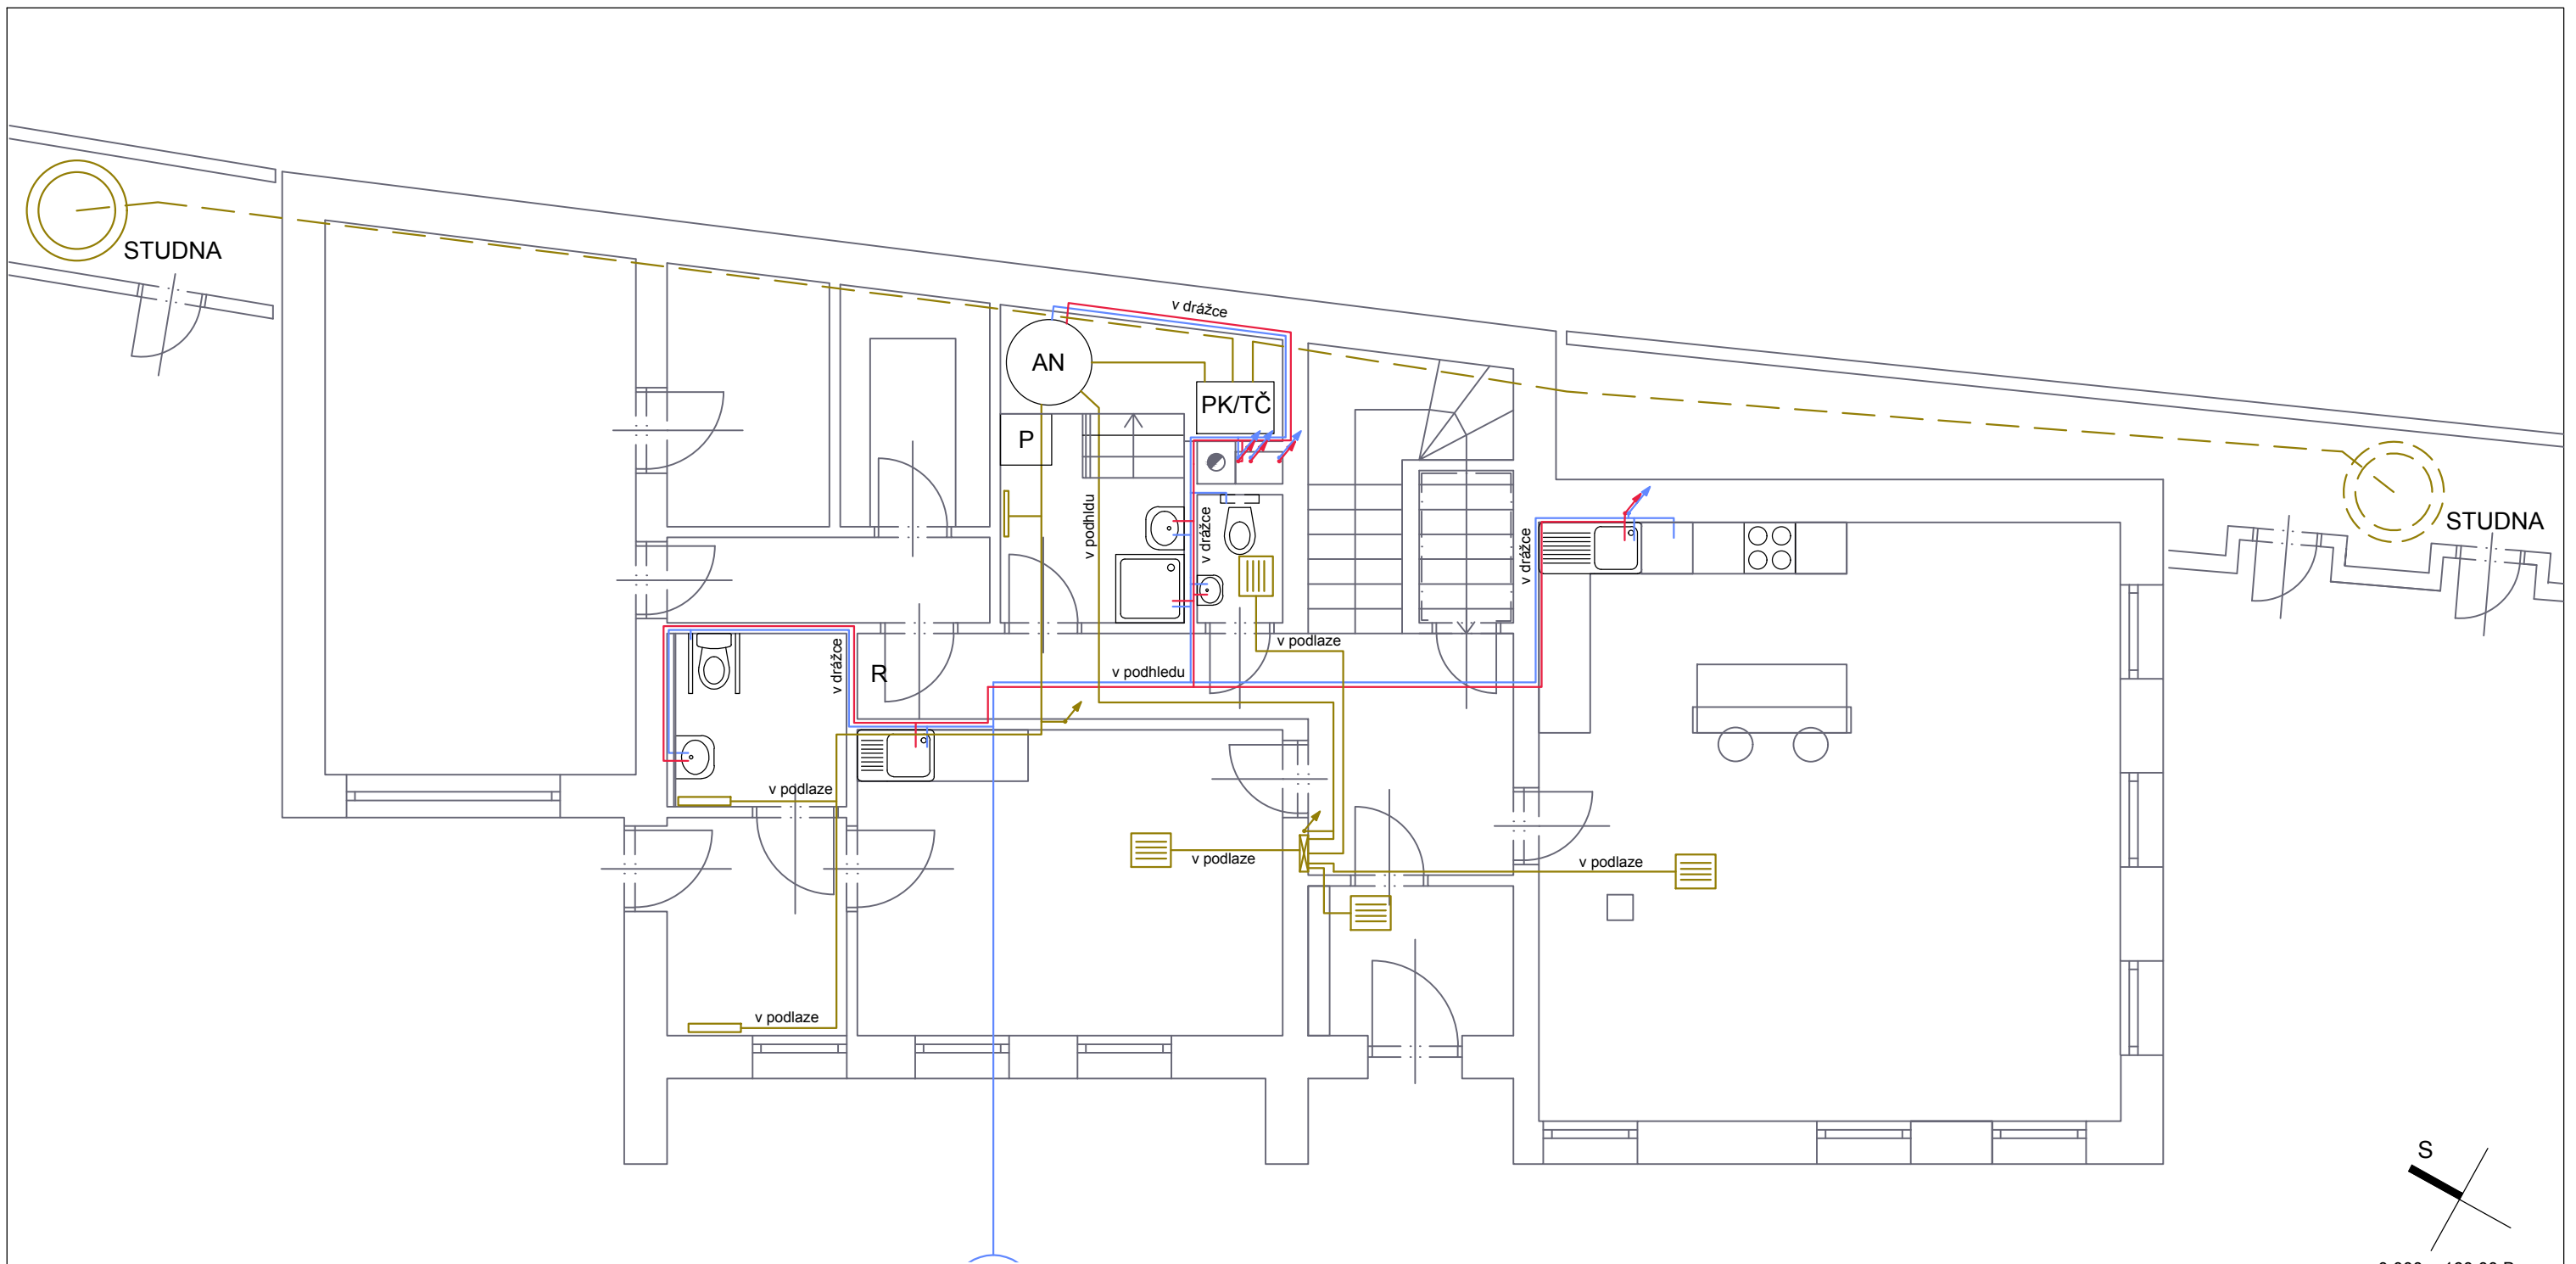 STUDNA
v drážce
AN
PK/TČ
P
v podhldu
v drážce
v drážce
STUDNA
v podlaze
v drážce
R
v podhledu
v podlaze
v podlaze
v podlaze
v podlaze
S